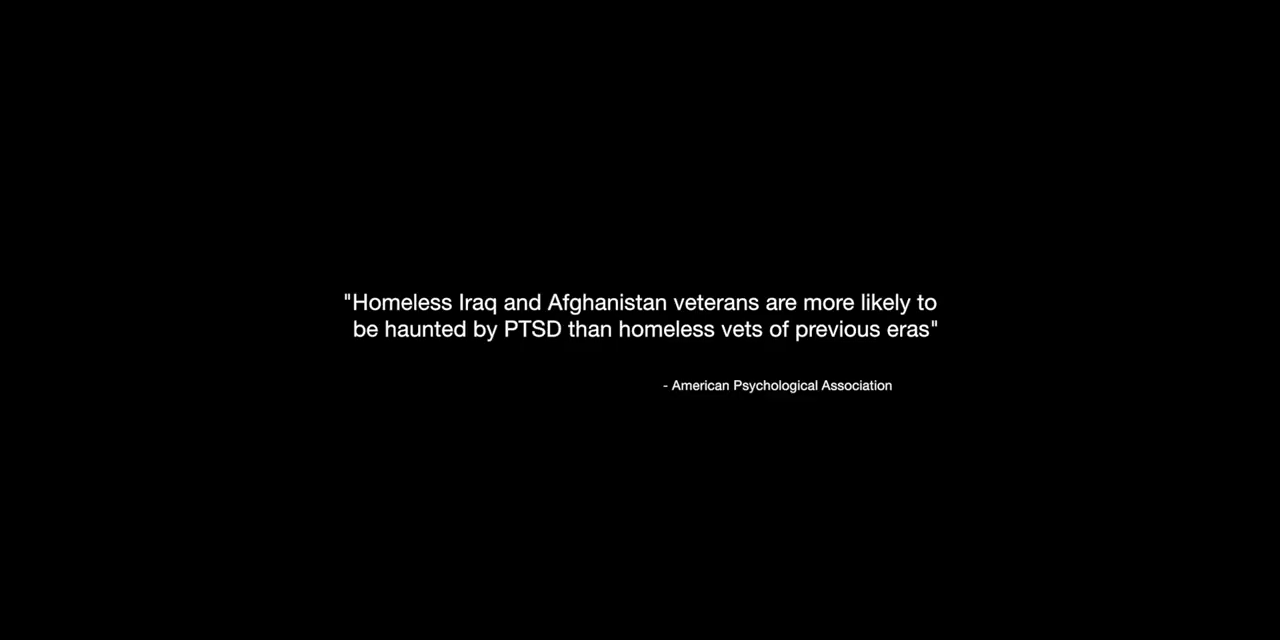 "Homeless Iraq and Afghanistan veterans are more likely to
be haunted by PTSD than homeless vets of previous eras"
- American Psychological Association